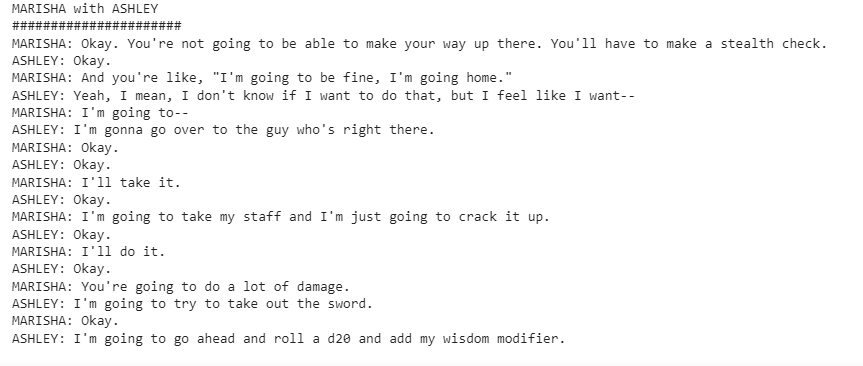 MARISHA with ASHLEY
######################
MARISHA: Okay. You're not going to be able to make your way up there. You'll have to make a stealth check.
ASHLEY: Okay.
MARISHA: And you're like, "I'm going to be fine, I'm going home."
ASHLEY: Yeah, I mean, I don't know if I want to do that, but I feel like I want--
MARISHA: I'm going to--
ASHLEY: I'm gonna go over to the guy who's right there.
MARISHA: Okay.
ASHLEY: Okay.
MARISHA: I'll take it.
ASHLEY: Okay.
MARISHA: I'm going to take my staff and I'm just going to crack it up.
ASHLEY: Okay.
MARISHA: I'll do it.
ASHLEY: Okay.
MARISHA: You're going to do a lot of damage.
ASHLEY: I'm going to try to take out the sword.
MARISHA: Okay.
ASHLEY: I'm going to go ahead and roll a d20 and add my wisdom modifier.